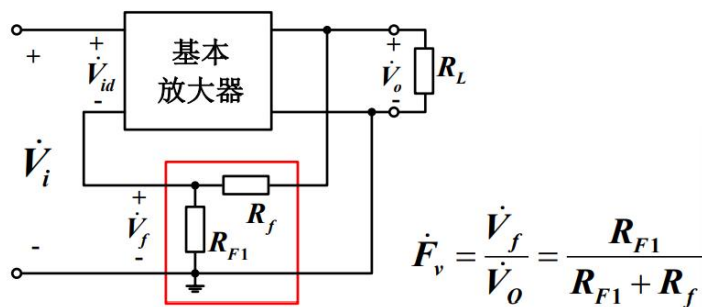 +
+
V̇id
-
基本
放大器
+
V̇o
-
RL
V̇i
+
V̇f
-
Rf
RF1
-
Ḟv = V̇f / V̇O = RF1 / (RF1 + Rf)